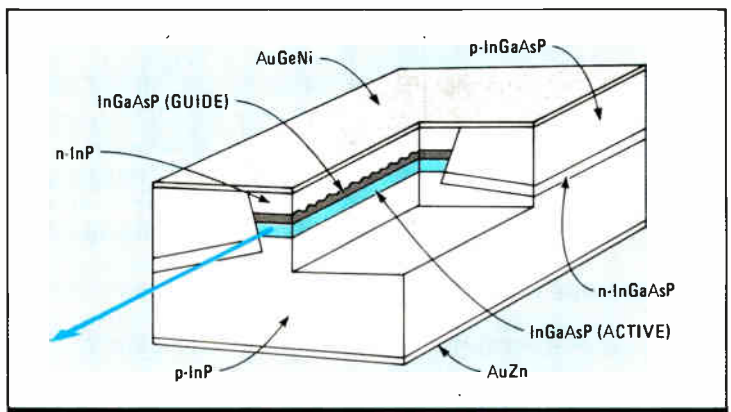 AuGeNi
p-InGaAsP
InGaAsP (GUIDE)
n-InP
n-InGaAsP
InGaAsP (ACTIVE)
p-InP
AuZn